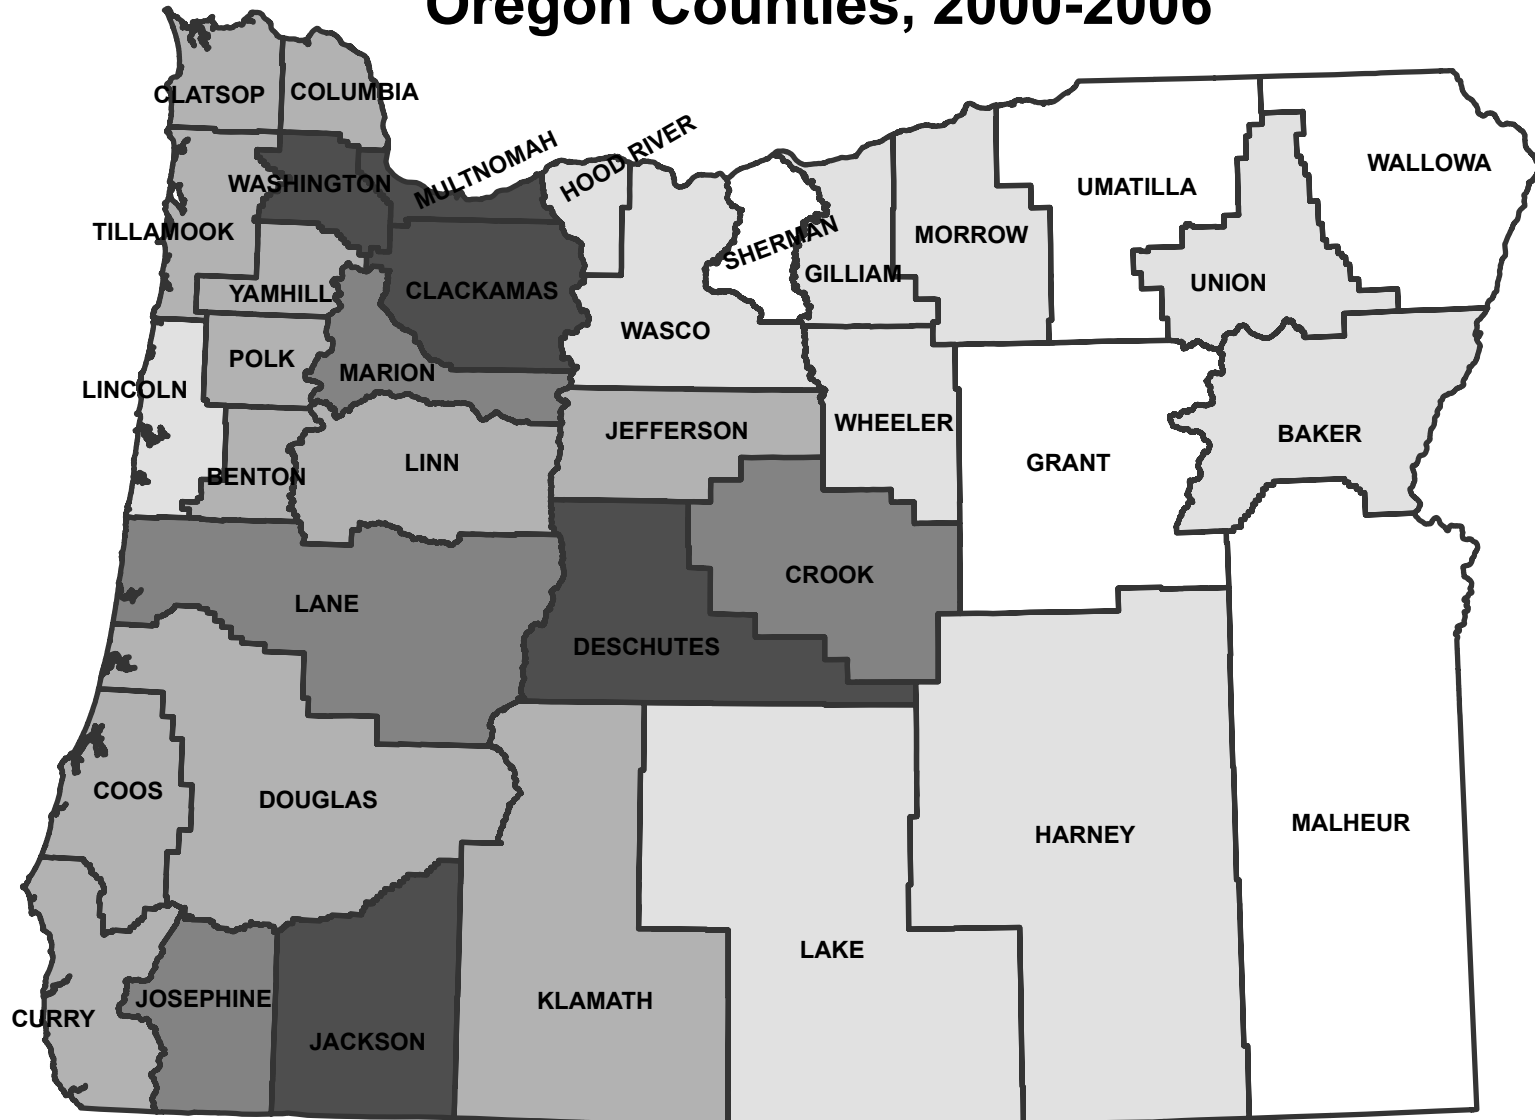 Oregon Counties, 2000-2006
CLATSOP
COLUMBIA
WASHINGTON
MULTNOMAH
HOOD RIVER
TILLAMOOK
YAMHILL
CLACKAMAS
SHERMAN
GILLIAM
MORROW
UMATILLA
WALLOWA
UNION
WASCO
POLK
MARION
LINCOLN
JEFFERSON
WHEELER
BENTON
LINN
GRANT
BAKER
LANE
CROOK
DESCHUTES
COOS
DOUGLAS
HARNEY
MALHEUR
LAKE
KLAMATH
JOSEPHINE
CURRY
JACKSON